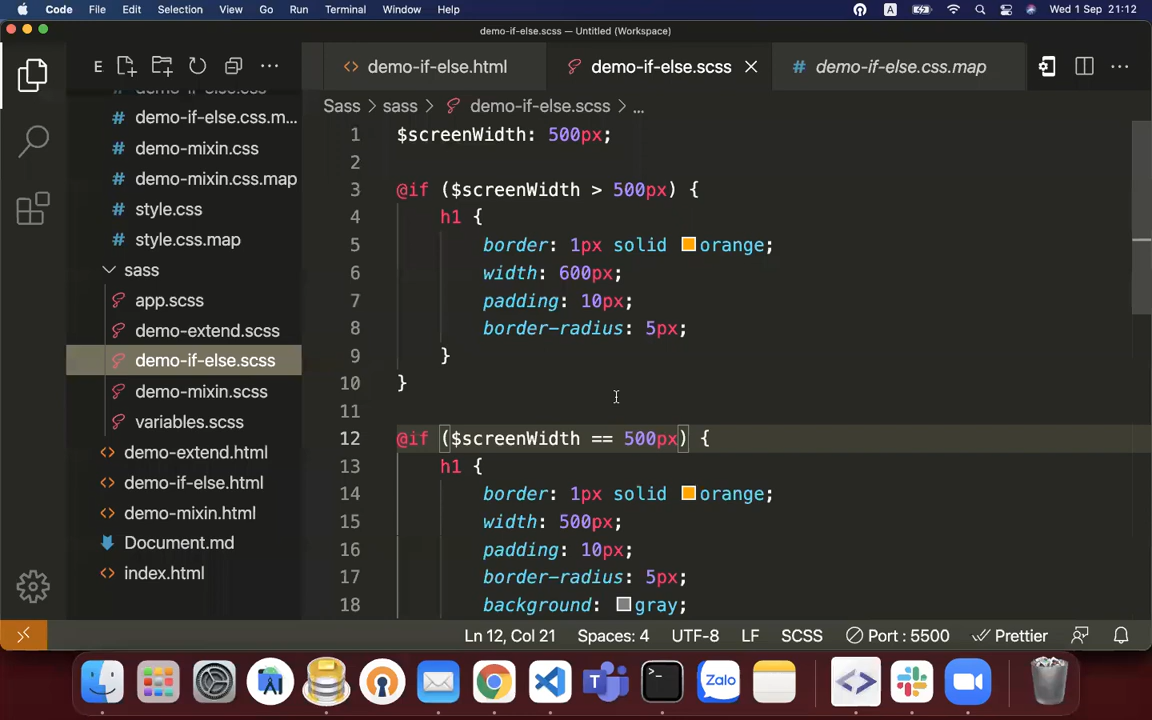 Code File Edit Selection View Go Run Terminal Window Help A Wed 1 Sep 21:12
demo-if-else.scss — Untitled (Workspace)
E
demo-if-else.html demo-if-else.scss demo-if-else.css.map
demo-if-else.css
demo-if-else.css.m...
demo-mixin.css
demo-mixin.css.map
style.css
style.css.map
sass
app.scss
demo-extend.scss
demo-if-else.scss
demo-mixin.scss
variables.scss
demo-extend.html
demo-if-else.html
demo-mixin.html
Document.md
index.html
Sass > sass > demo-if-else.scss > ...
1 $screenWidth: 500px;
2
3 @if ($screenWidth > 500px) {
4 h1 {
5 border: 1px solid orange;
6 width: 600px;
7 padding: 10px;
8 border-radius: 5px;
9 }
10 }
11
12 @if ($screenWidth == 500px) {
13 h1 {
14 border: 1px solid orange;
15 width: 500px;
16 padding: 10px;
17 border-radius: 5px;
18 background: gray;
Ln 12, Col 21 Spaces: 4 UTF-8 LF SCSS Port : 5500 Prettier
Zalo